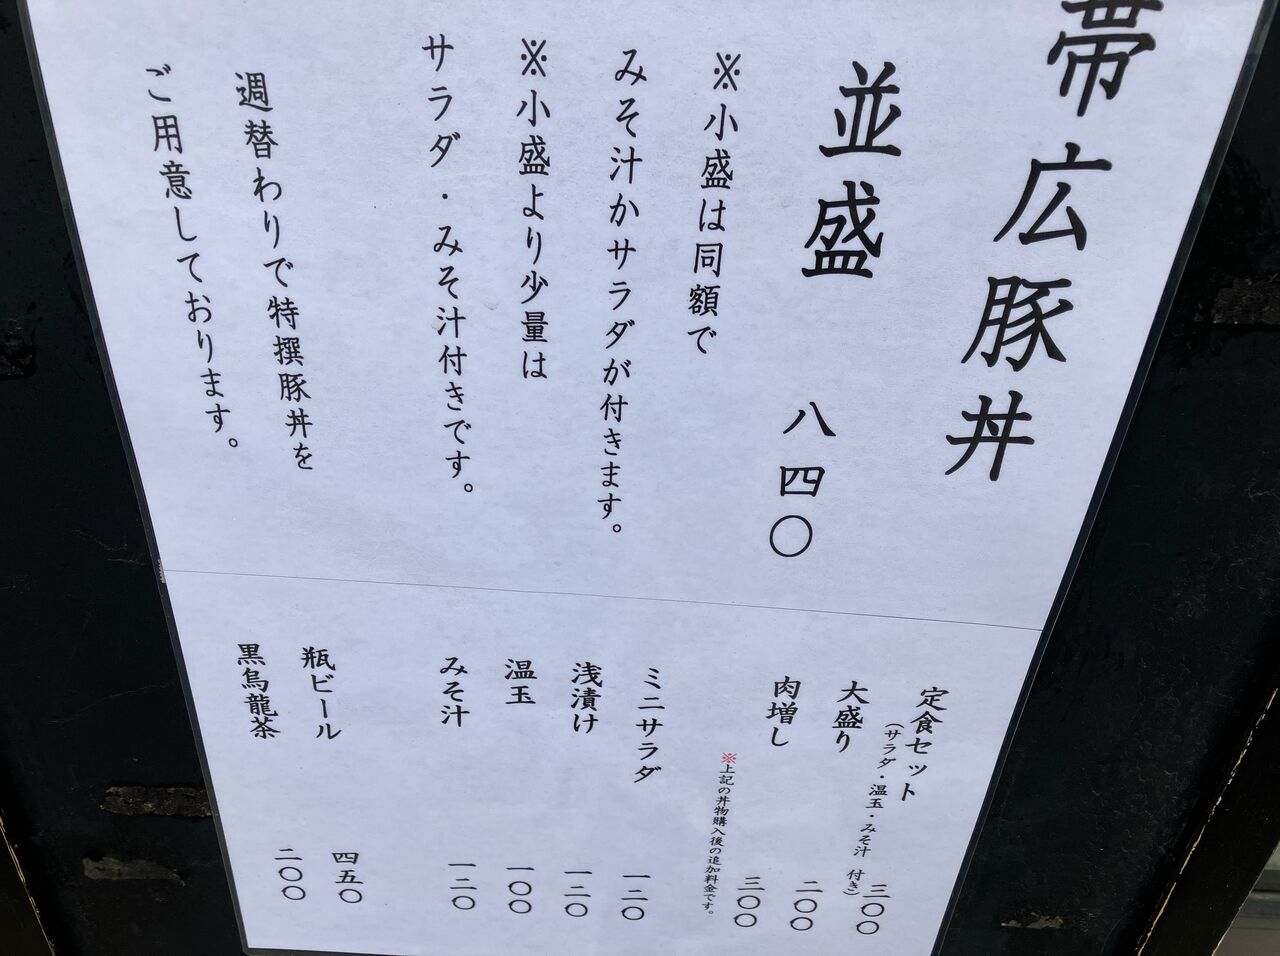 帯広豚丼
並盛 八四〇
※小盛は同額で
みそ汁かサラダが付きます。
※小盛より少量は
サラダ・みそ汁付きです。
週替わりで特撰豚丼を
ご用意しております。
定食セット 三〇〇
(サラダ・温玉・みそ汁 付き)
大盛り 二〇〇
肉増し 三〇〇
※上記の丼物購入後の追加料金です。
ミニサラダ 一二〇
浅漬け 一二〇
温玉 一〇〇
みそ汁 一二〇
瓶ビール 四五〇
黒烏龍茶 二〇〇